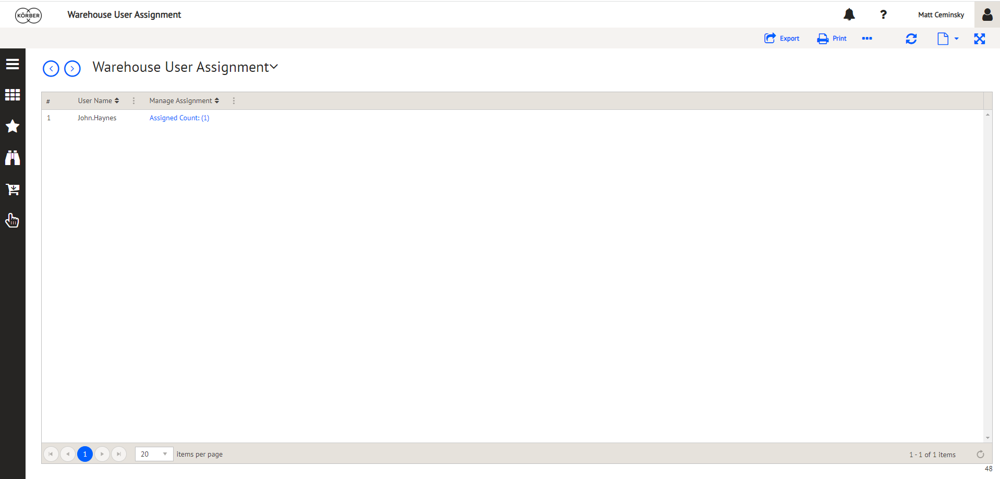 KÖRBER
Warehouse User Assignment
?
Matt Ceminsky
Export
Print
Warehouse User Assignment
#
User Name
Manage Assignment
1
John.Haynes
Assigned Count: (1)
1
20
items per page
1 - 1 of 1 items
48